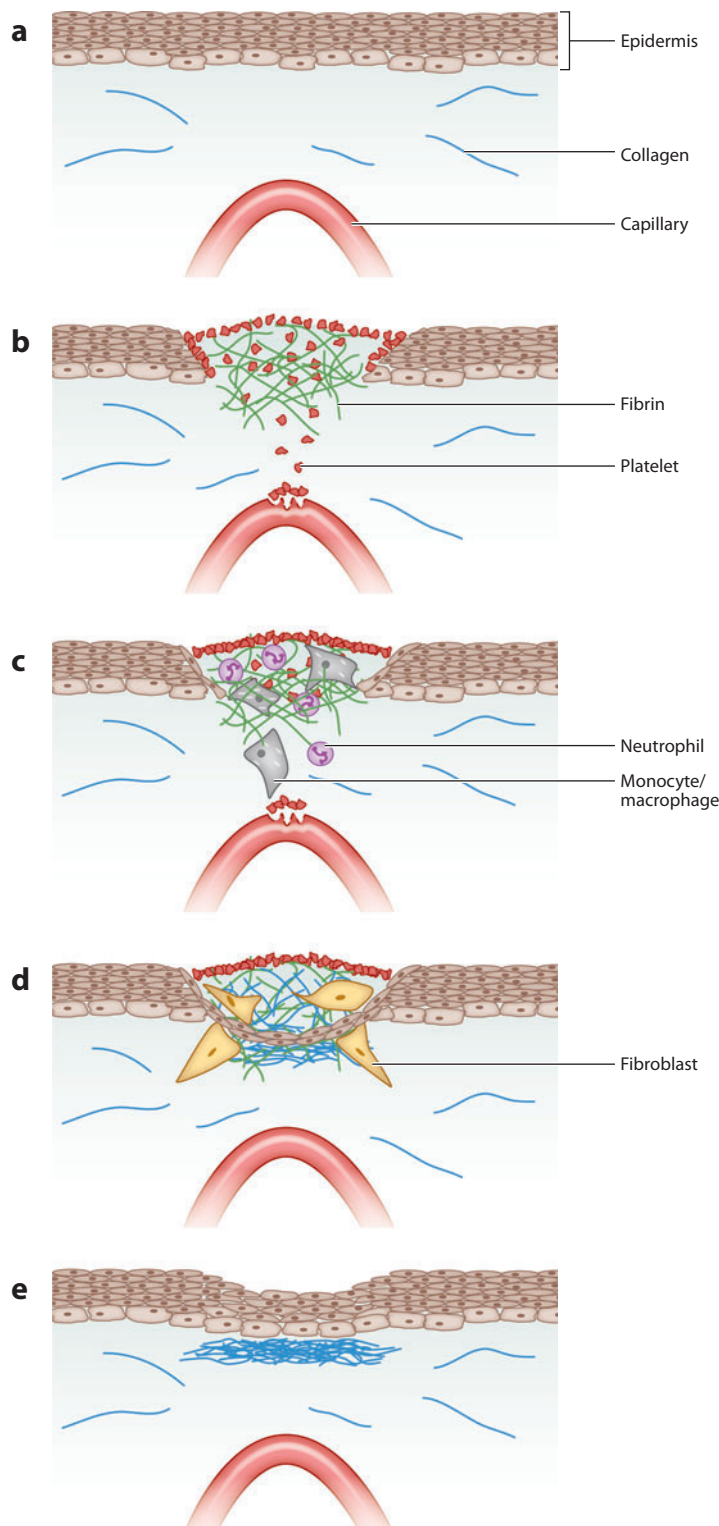 a
Epidermis
Collagen
Capillary
b
Fibrin
Platelet
c
Neutrophil
Monocyte/
macrophage
d
Fibroblast
e